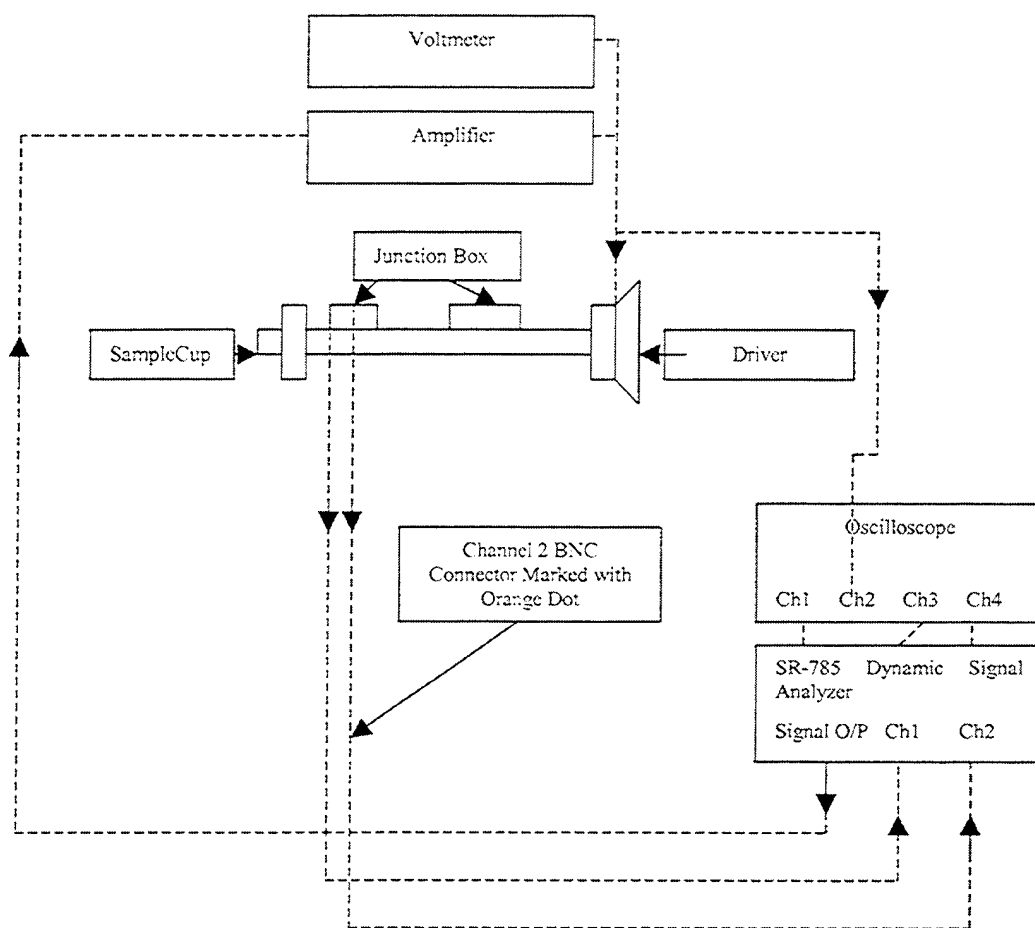 Voltmeter
Amplifier
Junction Box
SampleCup
Driver
Oscilloscope
Channel 2 BNC
Connector Marked with
Orange Dot
Ch1 Ch2 Ch3 Ch4
SR-785 Dynamic Signal
Analyzer
Signal O/P Ch1 Ch2